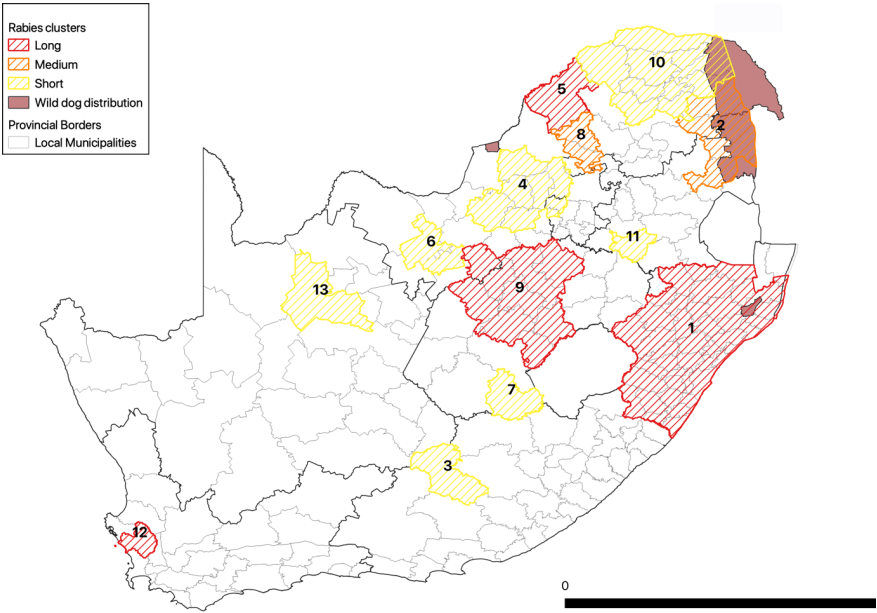 Rabies clusters
Long
Medium
Short
Wild dog distribution
Provincial Borders
Local Municipalities
10
5
2
8
4
11
6
13
9
1
7
3
12
0